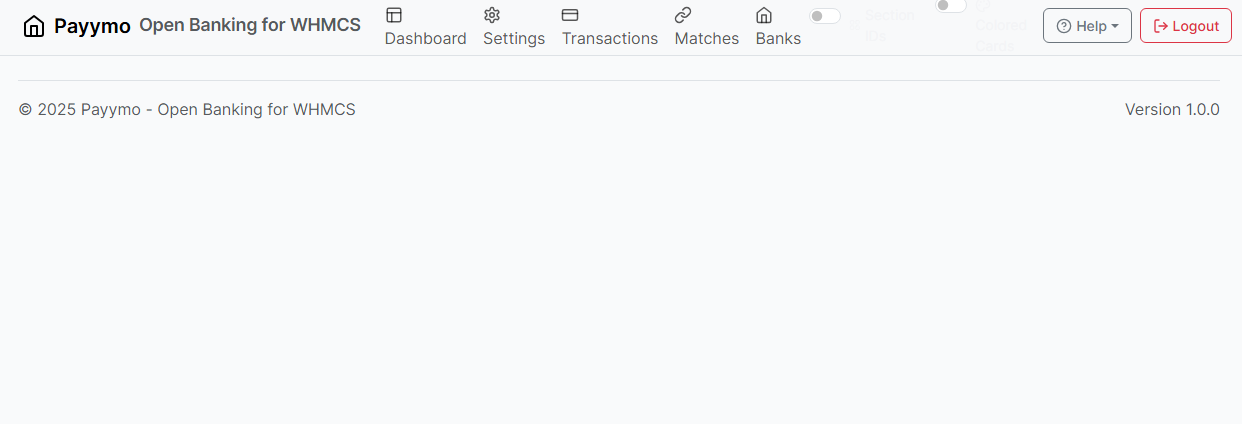 Payymo Open Banking for WHMCS
Dashboard
Settings
Transactions
Matches
Banks
Section
IDs
Colored
Cards
Help
Logout
© 2025 Payymo - Open Banking for WHMCS
Version 1.0.0